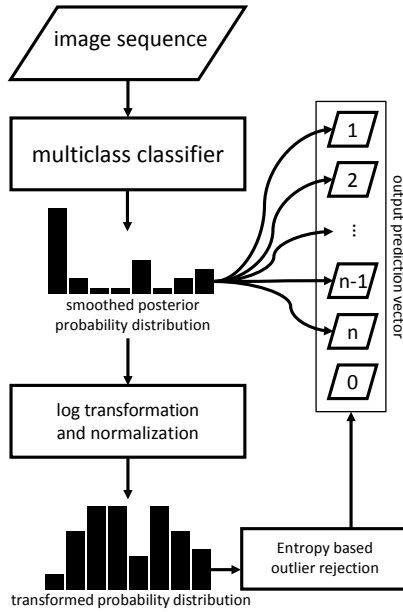 image sequence
multiclass classifier
smoothed posterior
probability distribution
log transformation
and normalization
transformed probability distribution
Entropy based
outlier rejection
1
2
...
n-1
n
0
output prediction
vector